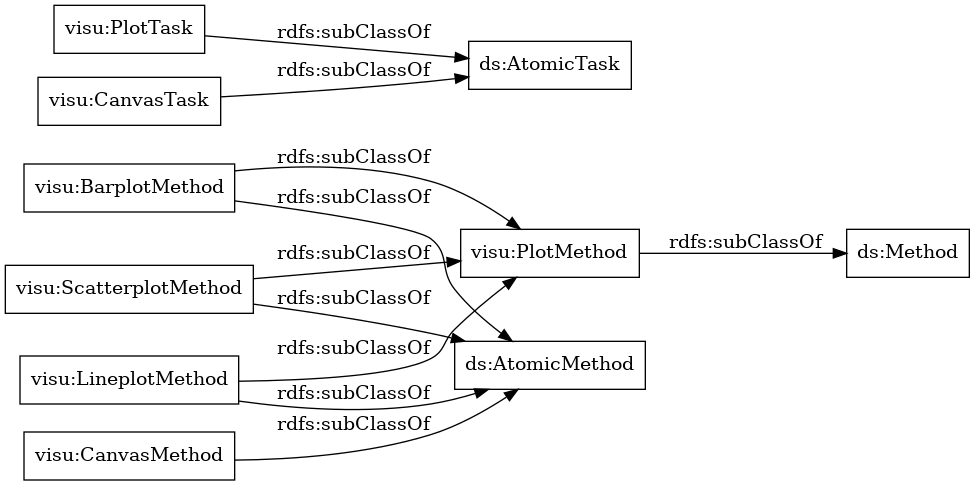 visu:PlotTask
rdfs:subClassOf
ds:AtomicTask
rdfs:subClassOf
visu:CanvasTask
rdfs:subClassOf
visu:BarplotMethod
rdfs:subClassOf
visu:PlotMethod
rdfs:subClassOf
ds:Method
rdfs:subClassOf
visu:ScatterplotMethod
rdfs:subClassOf
rdfs:subClassOf
ds:AtomicMethod
visu:LineplotMethod
rdfs:subClassOf
rdfs:subClassOf
visu:CanvasMethod